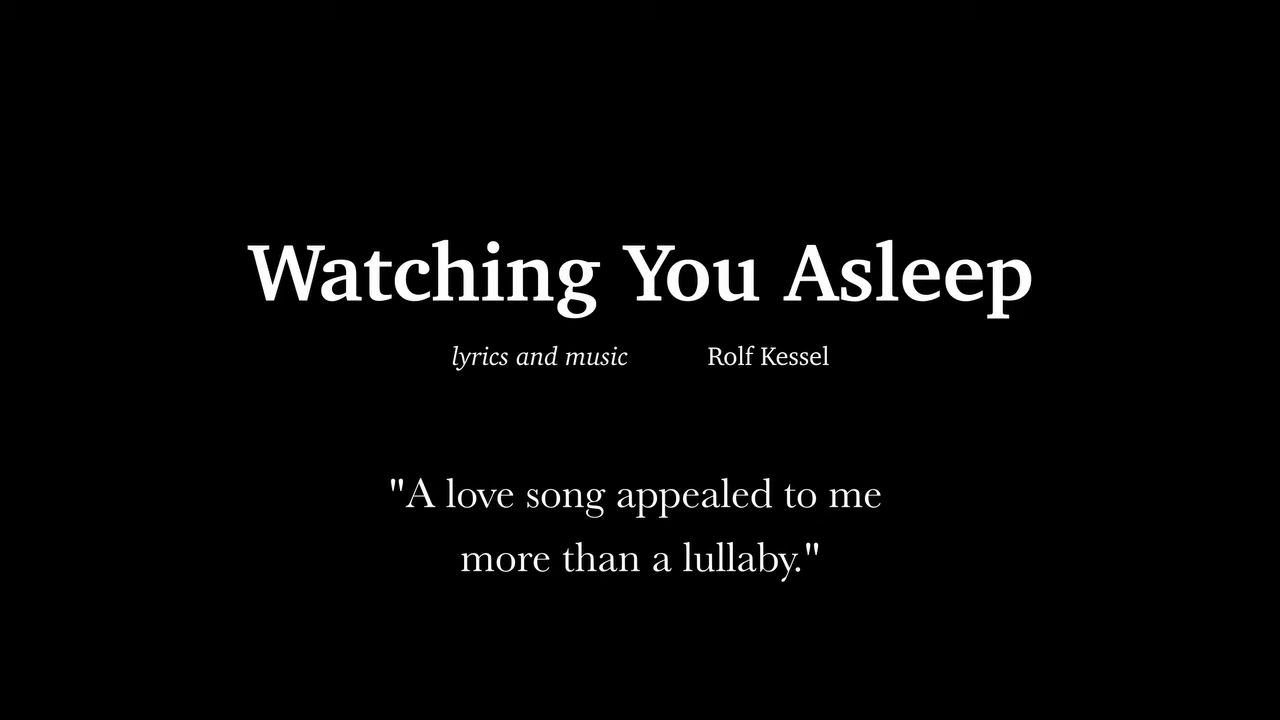 Watching You Asleep
lyrics and music Rolf Kessel
"A love song appealed to me
more than a lullaby."